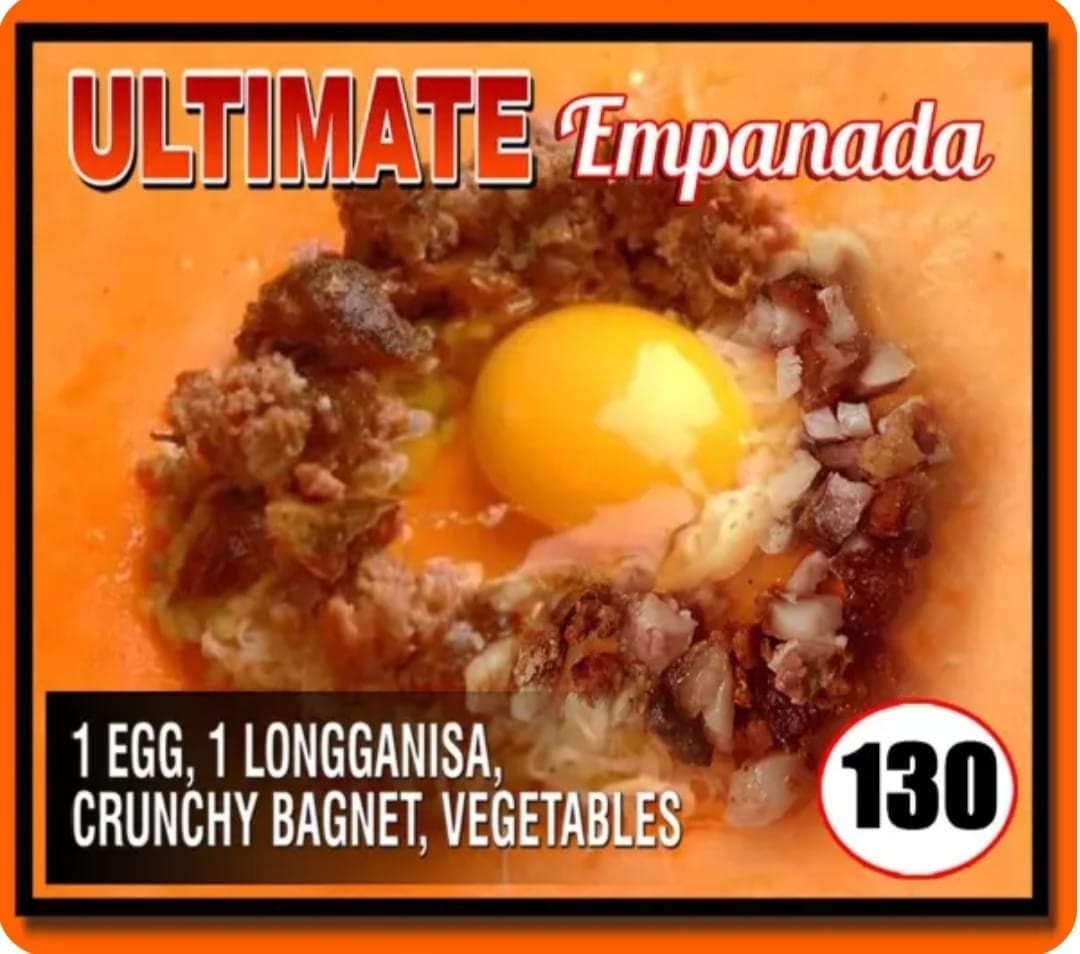 ULTIMATE Empanada
1 EGG, 1 LONGGANISA,
CRUNCHY BAGNET, VEGETABLES
130